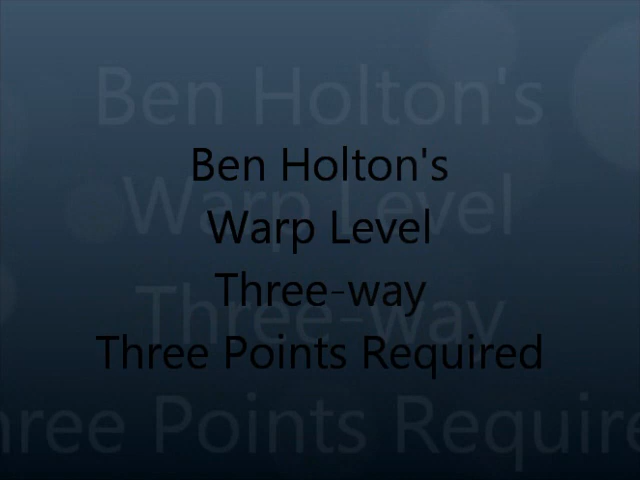 Ben Holton's
Warp Level
Three-way
Three Points Required